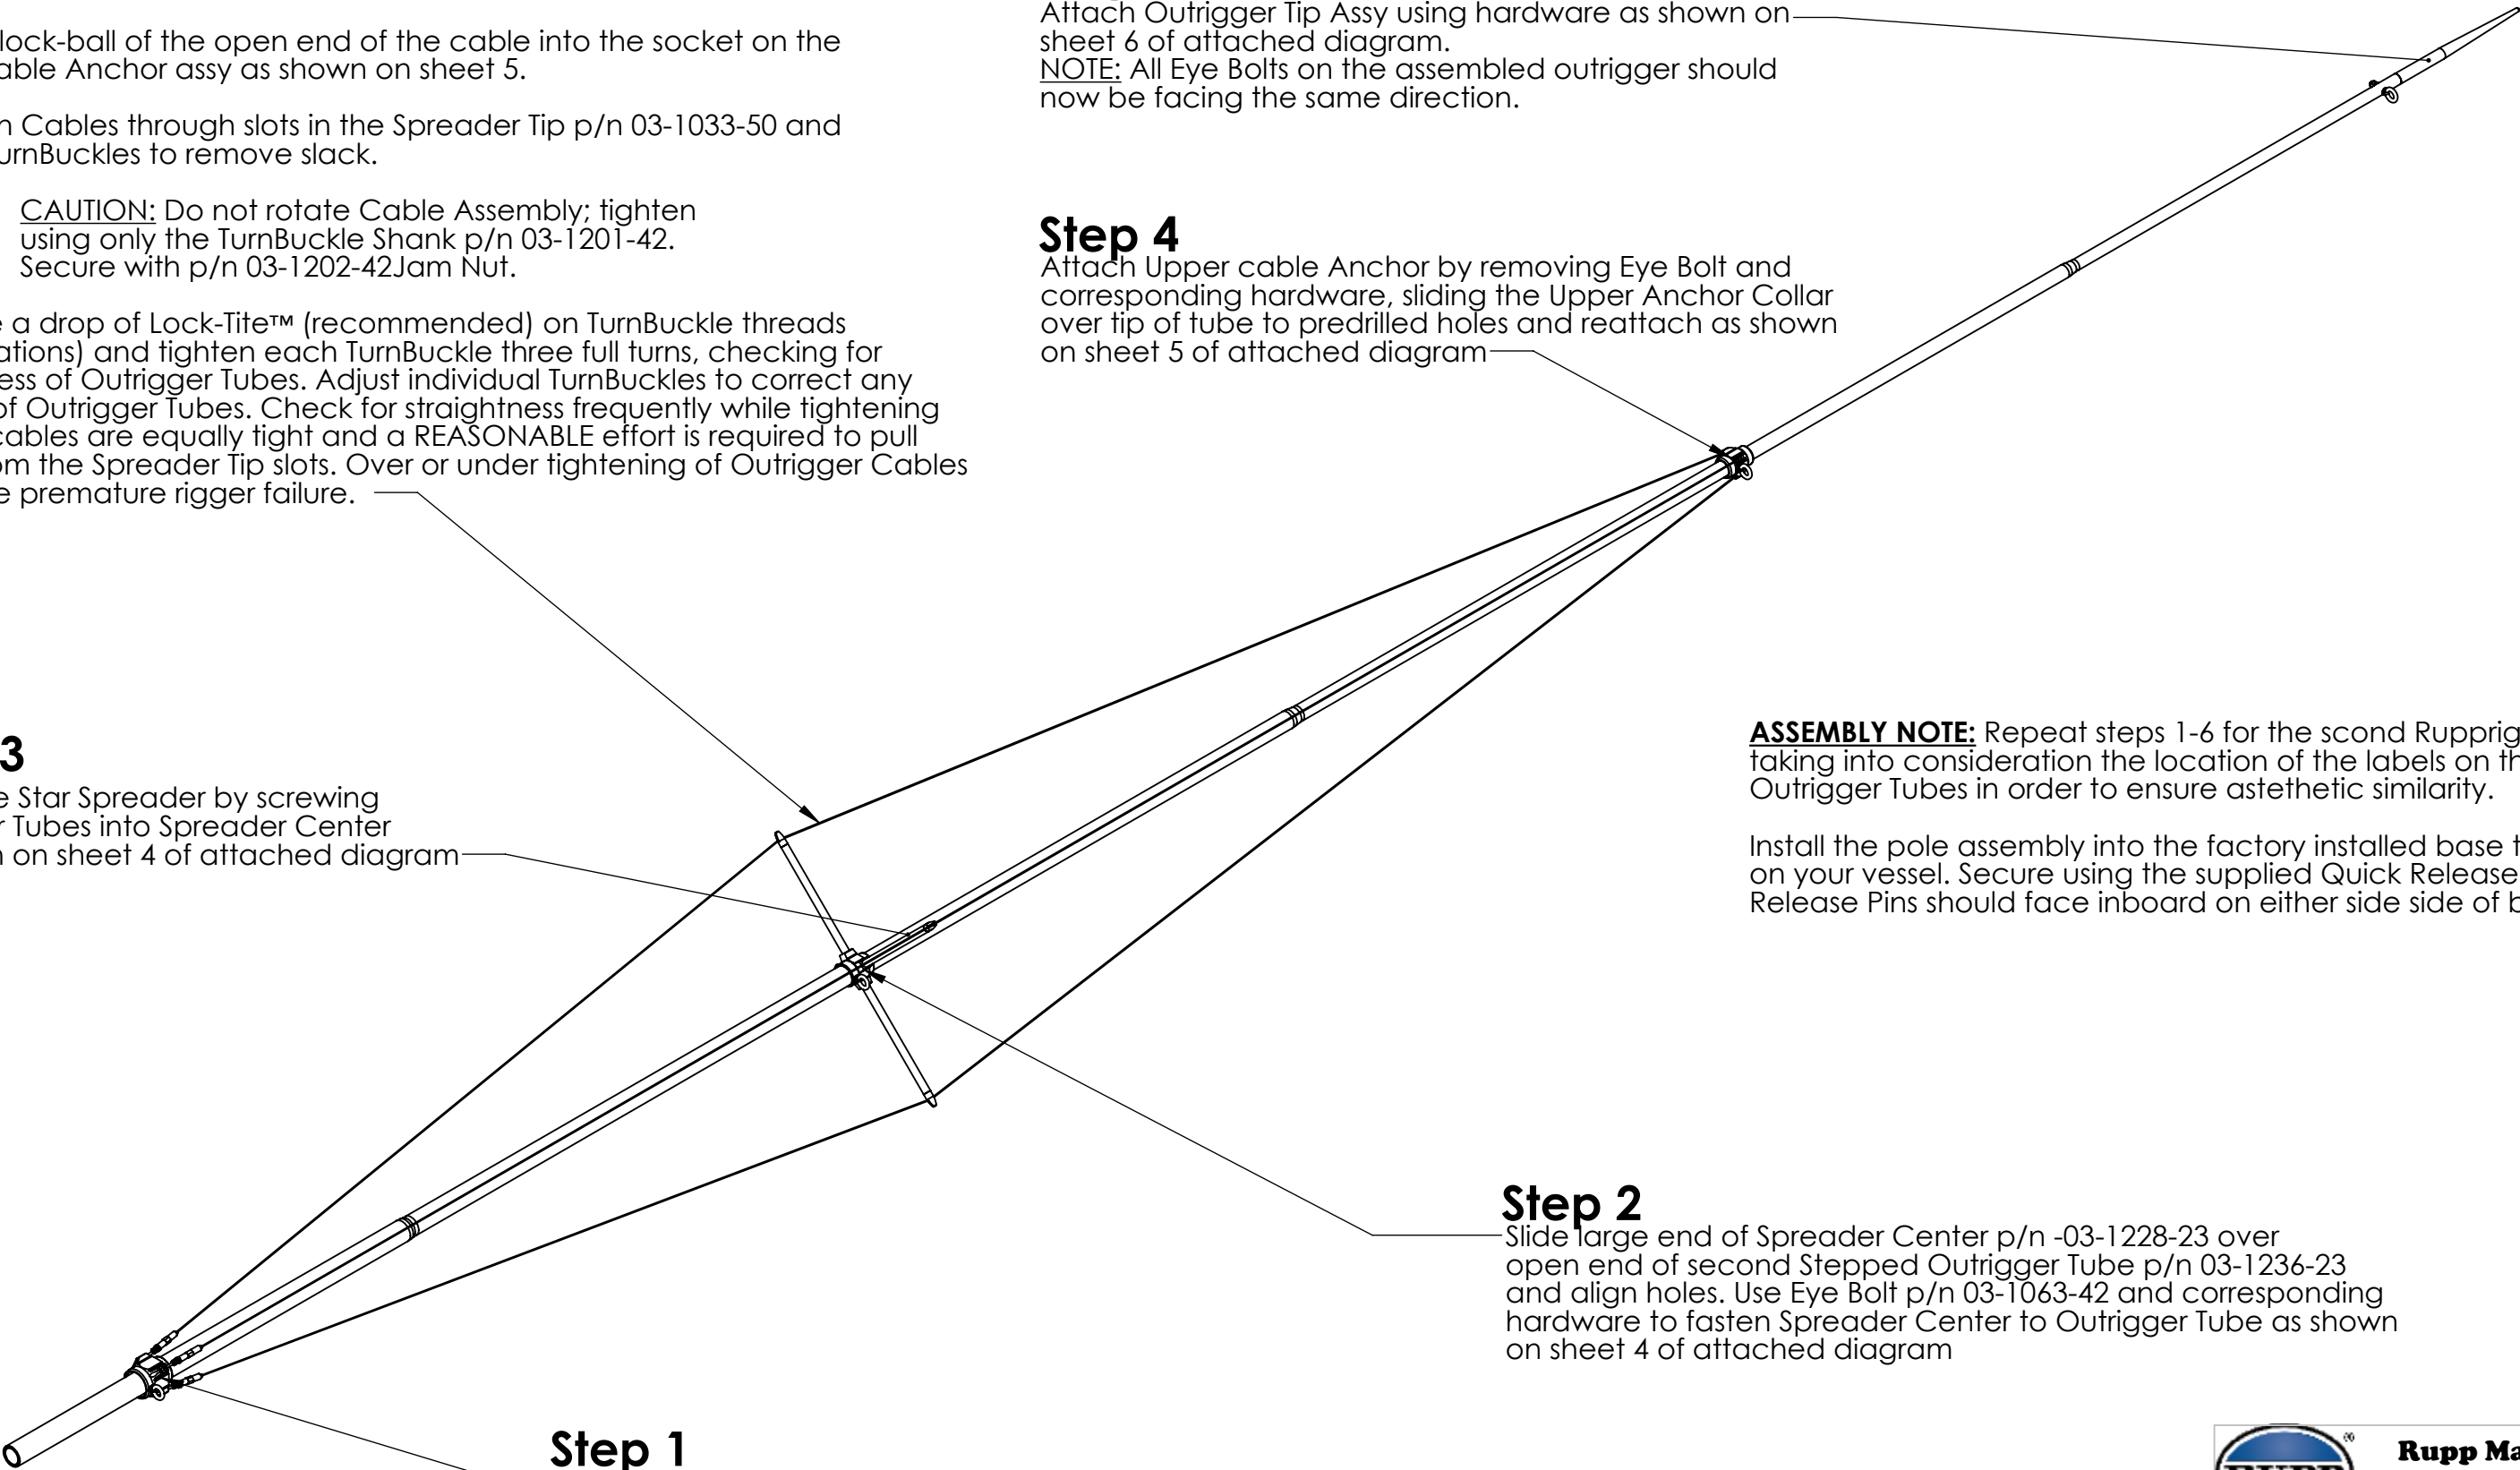 lock-ball of the open end of the cable into the socket on the
able Anchor assy as shown on sheet 5.
n Cables through slots in the Spreader Tip p/n 03-1033-50 and
urnBuckles to remove slack.
CAUTION: Do not rotate Cable Assembly; tighten
using only the TurnBuckle Shank p/n 03-1201-42.
Secure with p/n 03-1202-42Jam Nut.
e a drop of Lock-Tite™ (recommended) on TurnBuckle threads
ations) and tighten each TurnBuckle three full turns, checking for
ess of Outrigger Tubes. Adjust individual TurnBuckles to correct any
of Outrigger Tubes. Check for straightness frequently while tightening
cables are equally tight and a REASONABLE effort is required to pull
om the Spreader Tip slots. Over or under tightening of Outrigger Cables
e premature rigger failure.
Attach Outrigger Tip Assy using hardware as shown on
sheet 6 of attached diagram.
NOTE: All Eye Bolts on the assembled outrigger should
now be facing the same direction.
Step 4
Attach Upper cable Anchor by removing Eye Bolt and
corresponding hardware, sliding the Upper Anchor Collar
over tip of tube to predrilled holes and reattach as shown
on sheet 5 of attached diagram
3
e Star Spreader by screwing
r Tubes into Spreader Center
n on sheet 4 of attached diagram
ASSEMBLY NOTE: Repeat steps 1-6 for the scond Rupprig
taking into consideration the location of the labels on th
Outrigger Tubes in order to ensure astethetic similarity.
Install the pole assembly into the factory installed base t
on your vessel. Secure using the supplied Quick Release
Release Pins should face inboard on either side side of b
Step 2
Slide large end of Spreader Center p/n -03-1228-23 over
open end of second Stepped Outrigger Tube p/n 03-1236-23
and align holes. Use Eye Bolt p/n 03-1063-42 and corresponding
hardware to fasten Spreader Center to Outrigger Tube as shown
on sheet 4 of attached diagram
Step 1
RUPP
®
Rupp Ma